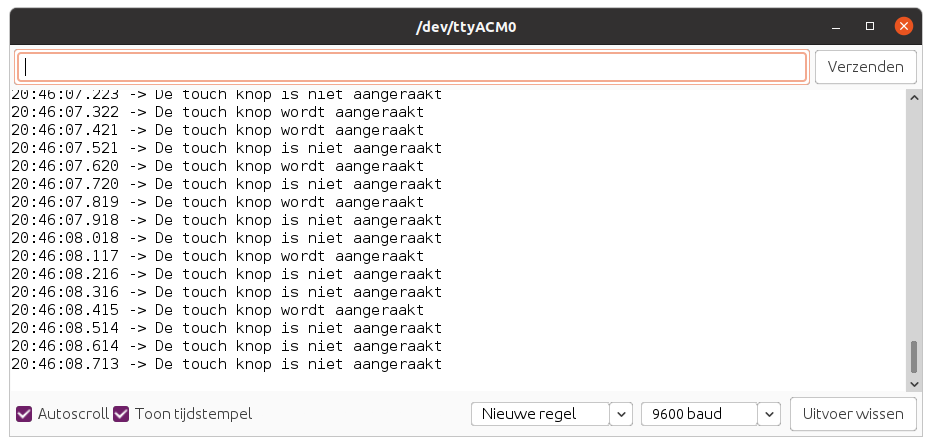 /dev/ttyACM0
Verzenden
20:46:07.223 -> De touch knop is niet aangeraakt
20:46:07.322 -> De touch knop wordt aangeraakt
20:46:07.421 -> De touch knop wordt aangeraakt
20:46:07.521 -> De touch knop is niet aangeraakt
20:46:07.620 -> De touch knop wordt aangeraakt
20:46:07.720 -> De touch knop is niet aangeraakt
20:46:07.819 -> De touch knop wordt aangeraakt
20:46:07.918 -> De touch knop is niet aangeraakt
20:46:08.018 -> De touch knop is niet aangeraakt
20:46:08.117 -> De touch knop wordt aangeraakt
20:46:08.216 -> De touch knop is niet aangeraakt
20:46:08.316 -> De touch knop is niet aangeraakt
20:46:08.415 -> De touch knop wordt aangeraakt
20:46:08.514 -> De touch knop is niet aangeraakt
20:46:08.614 -> De touch knop is niet aangeraakt
20:46:08.713 -> De touch knop is niet aangeraakt
Autoscroll Toon tijdstempel Nieuwe regel 9600 baud Uitvoer wissen